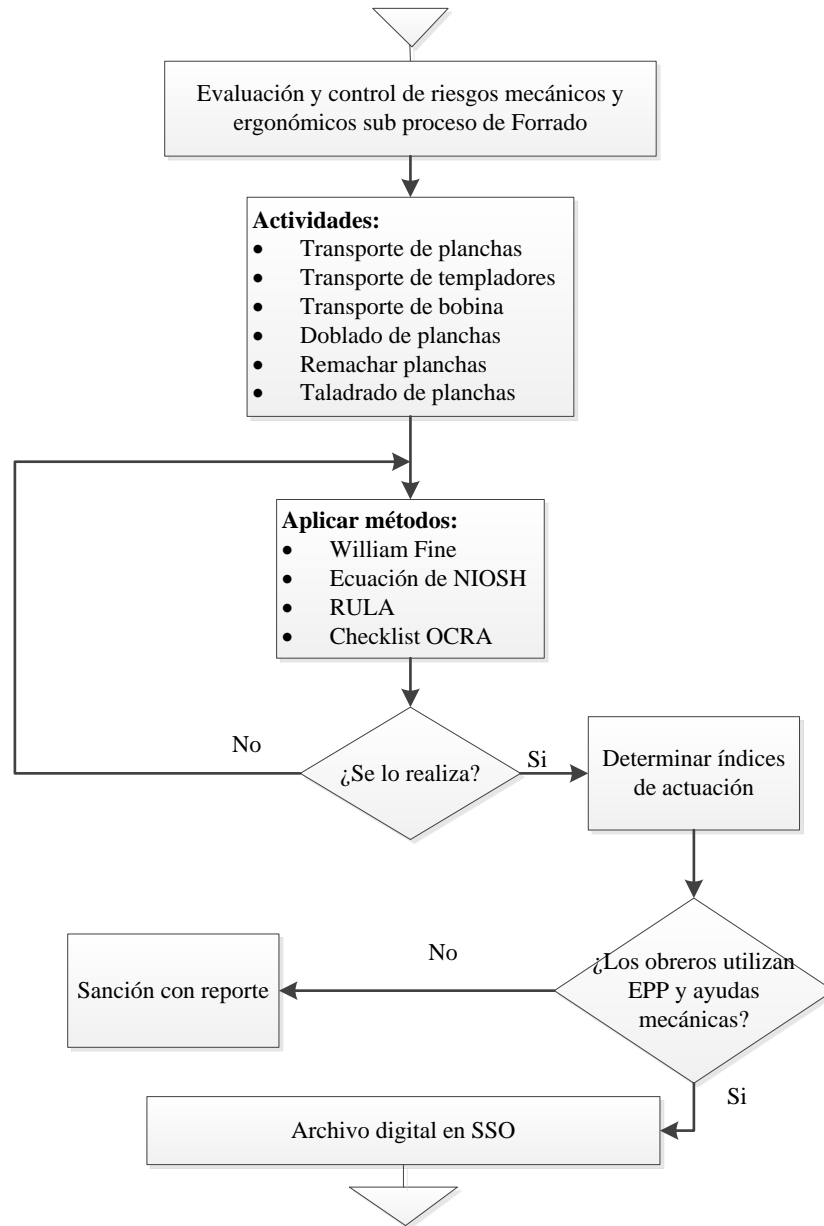 Evaluación y control de riesgos mecánicos y
ergonómicos sub proceso de Forrado
Actividades:
• Transporte de planchas
• Transporte de templadores
• Transporte de bobina
• Doblado de planchas
• Remachar planchas
• Taladrado de planchas
Aplicar métodos:
• William Fine
• Ecuación de NIOSH
• RULA
• Checklist OCRA
No
¿Se lo realiza?
Si
Determinar índices
de actuación
No
¿Los obreros utilizan
EPP y ayudas
mecánicas?
Sanción con reporte
Si
Archivo digital en SSO